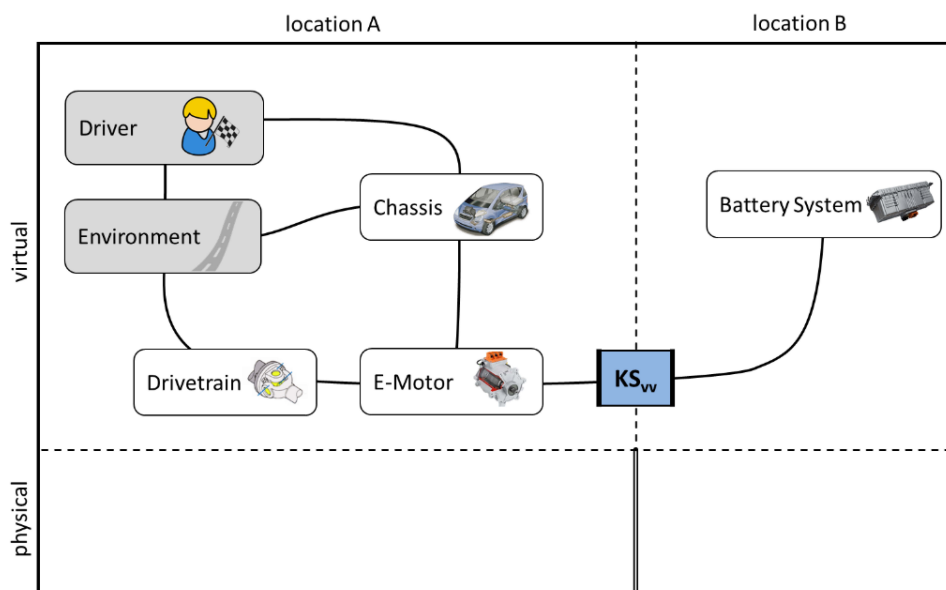 location A
location B
virtual
Driver
Chassis
Battery System
Environment
Drivetrain
E-Motor
KSvv
physical